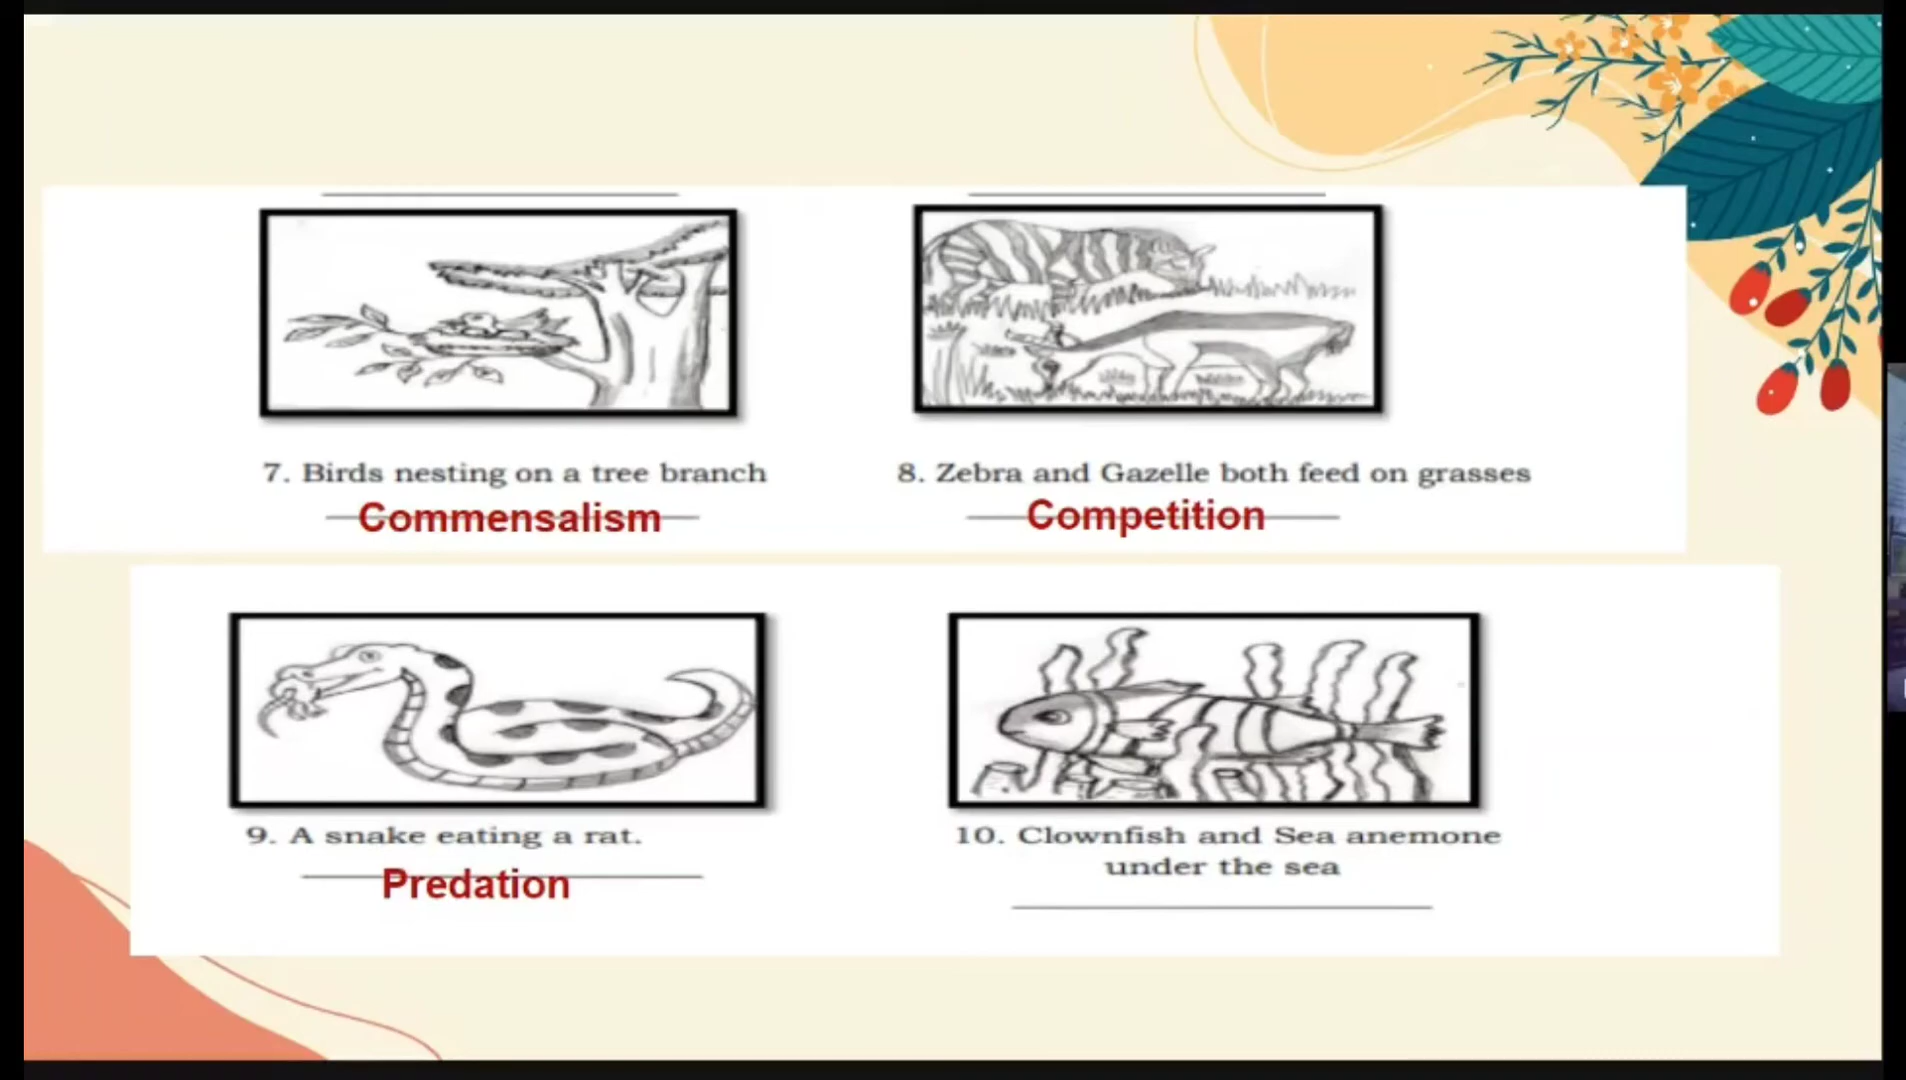 7. Birds nesting on a tree branch
Commensalism
8. Zebra and Gazelle both feed on grasses
Competition
9. A snake eating a rat.
Predation
10. Clownfish and Sea anemone
under the sea